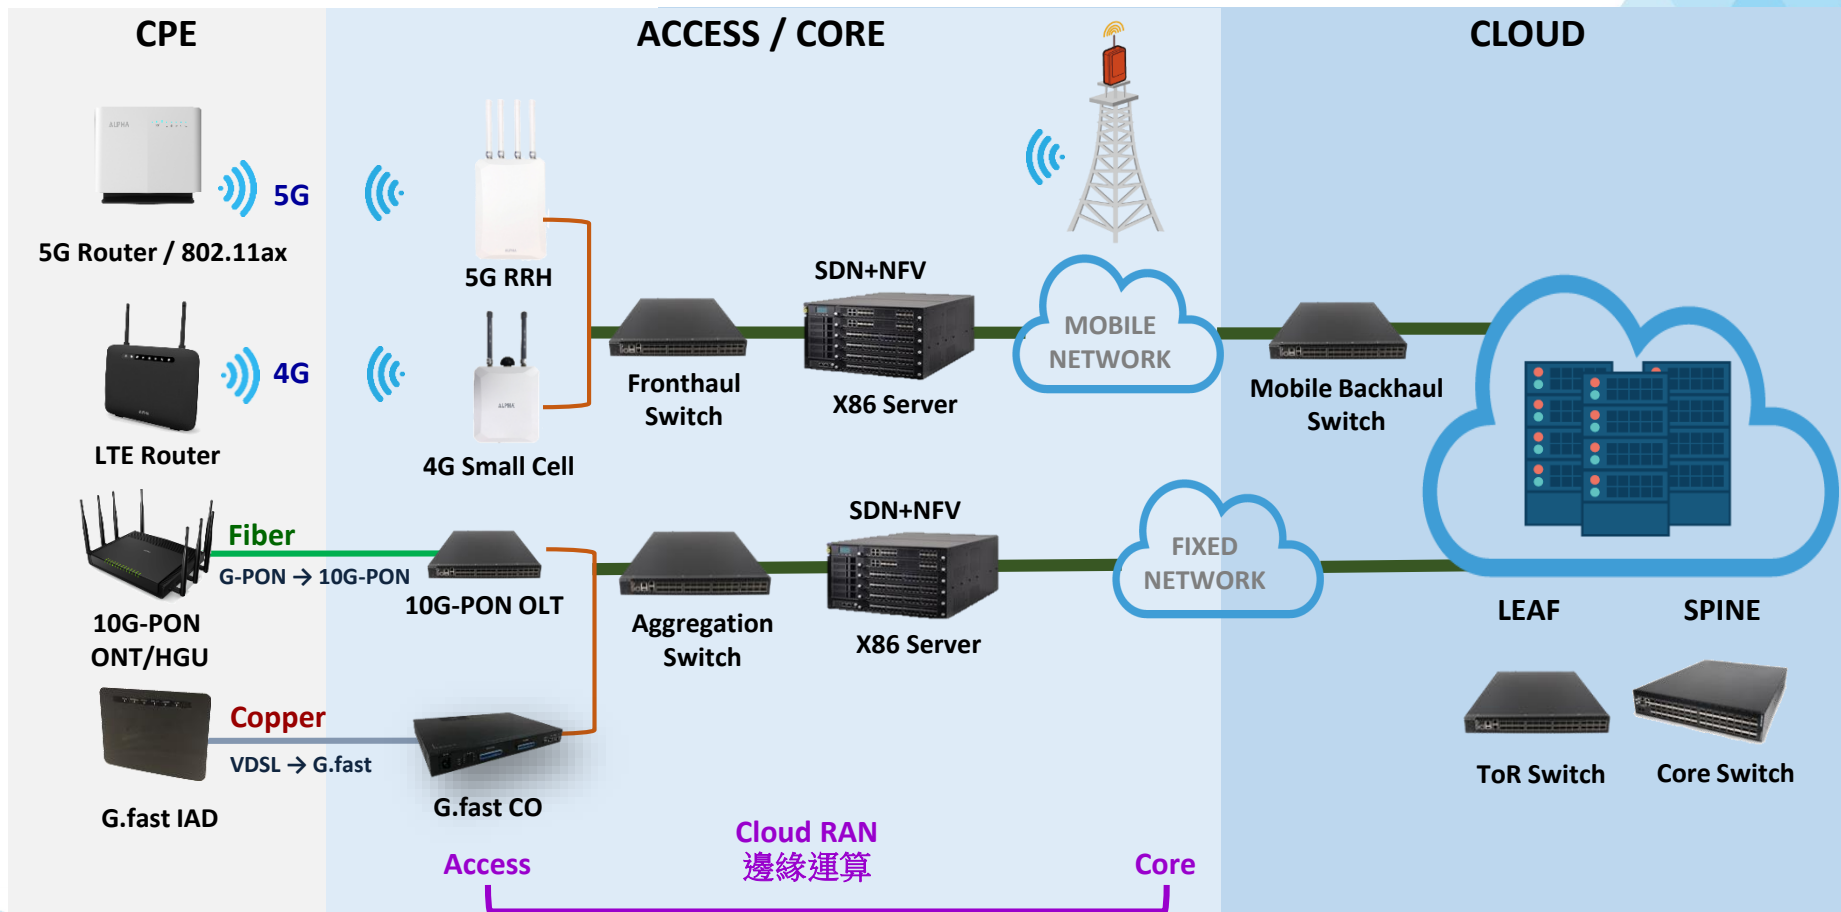 CPE
ACCESS / CORE
CLOUD
ALPHA
5G
5G Router / 802.11ax
5G RRH
SDN+NFV
MOBILE
NETWORK
4G
Fronthaul
Switch
X86 Server
Mobile Backhaul
Switch
ALPHA
LTE Router
4G Small Cell
SDN+NFV
Fiber
G-PON → 10G-PON
FIXED
NETWORK
10G-PON OLT
10G-PON
ONT/HGU
Aggregation
Switch
X86 Server
LEAF
SPINE
Copper
VDSL → G.fast
ToR Switch
Core Switch
G.fast IAD
G.fast CO
Cloud RAN
邊緣運算
Access
Core